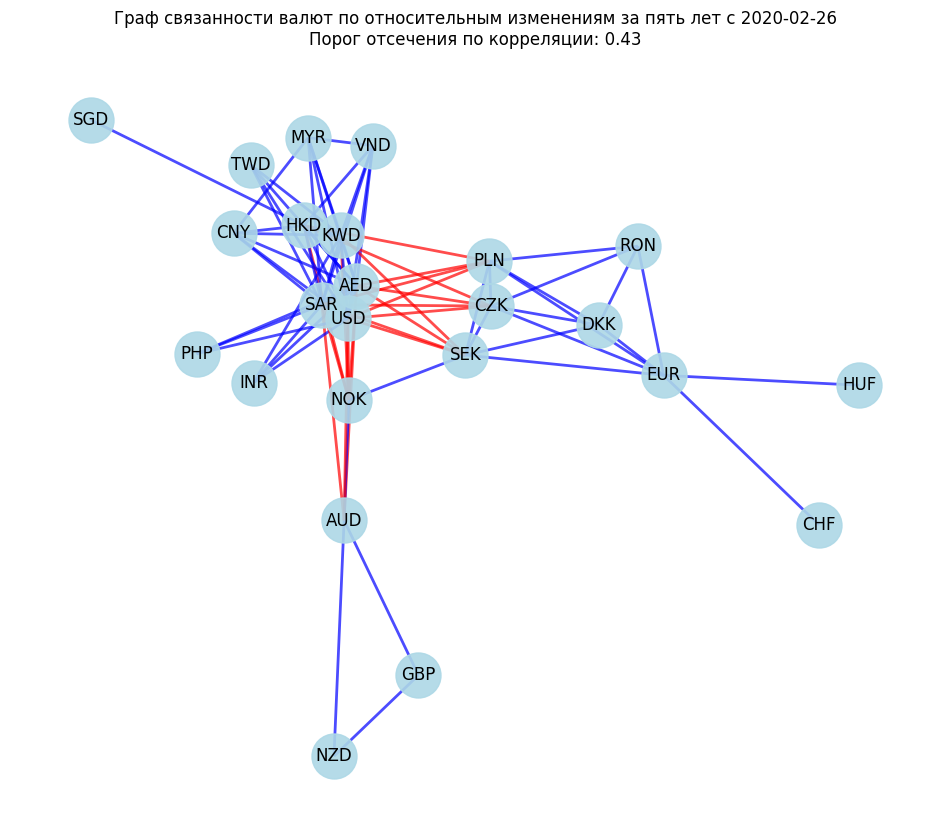 Граф связанности валют по относительным изменениям за пять лет с 2020-02-26
Порог отсечения по корреляции: 0.43
SGD
MYR
VND
TWD
HKD
CNY
KWD
RON
PLN
AED
SAR
CZK
USD
DKK
PHP
SEK
INR
EUR
HUF
NOK
AUD
CHF
GBP
NZD